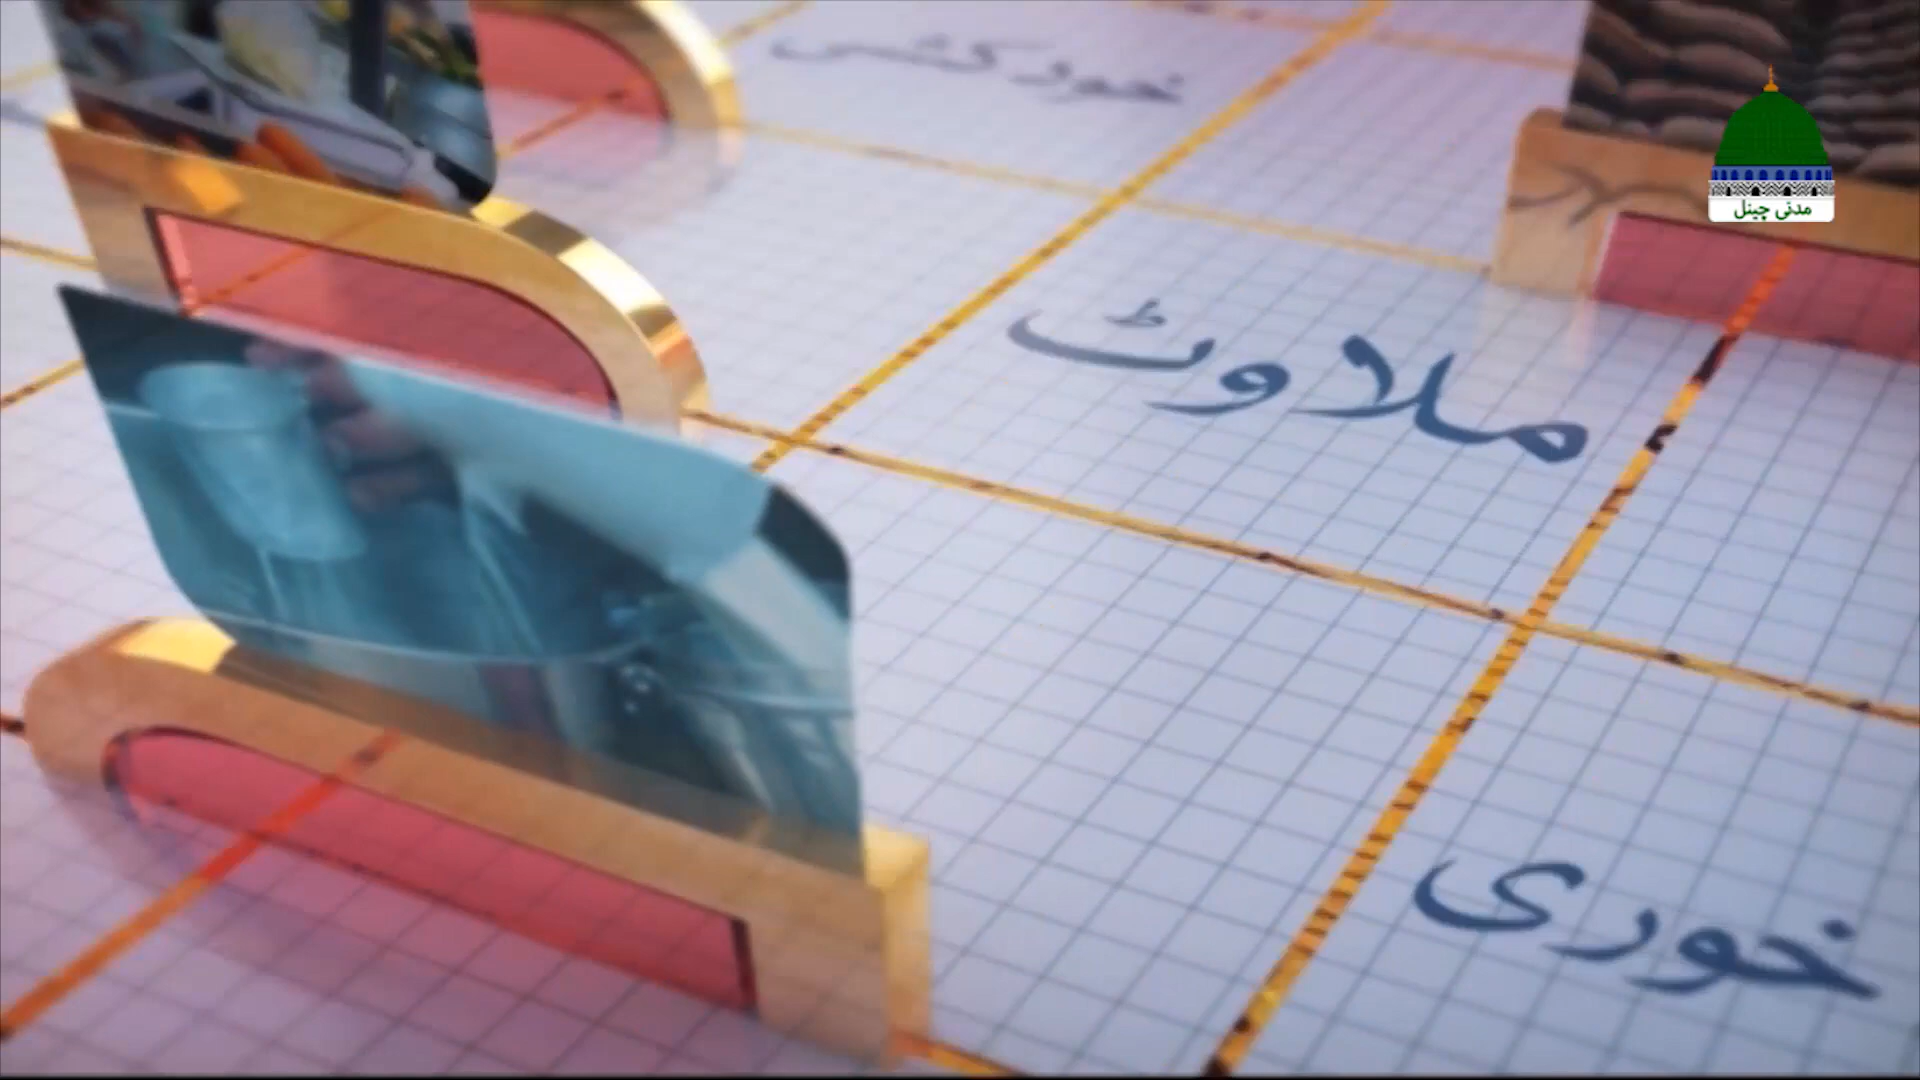 خودکشی
مدنی چینل
ملاوٹ
خوری